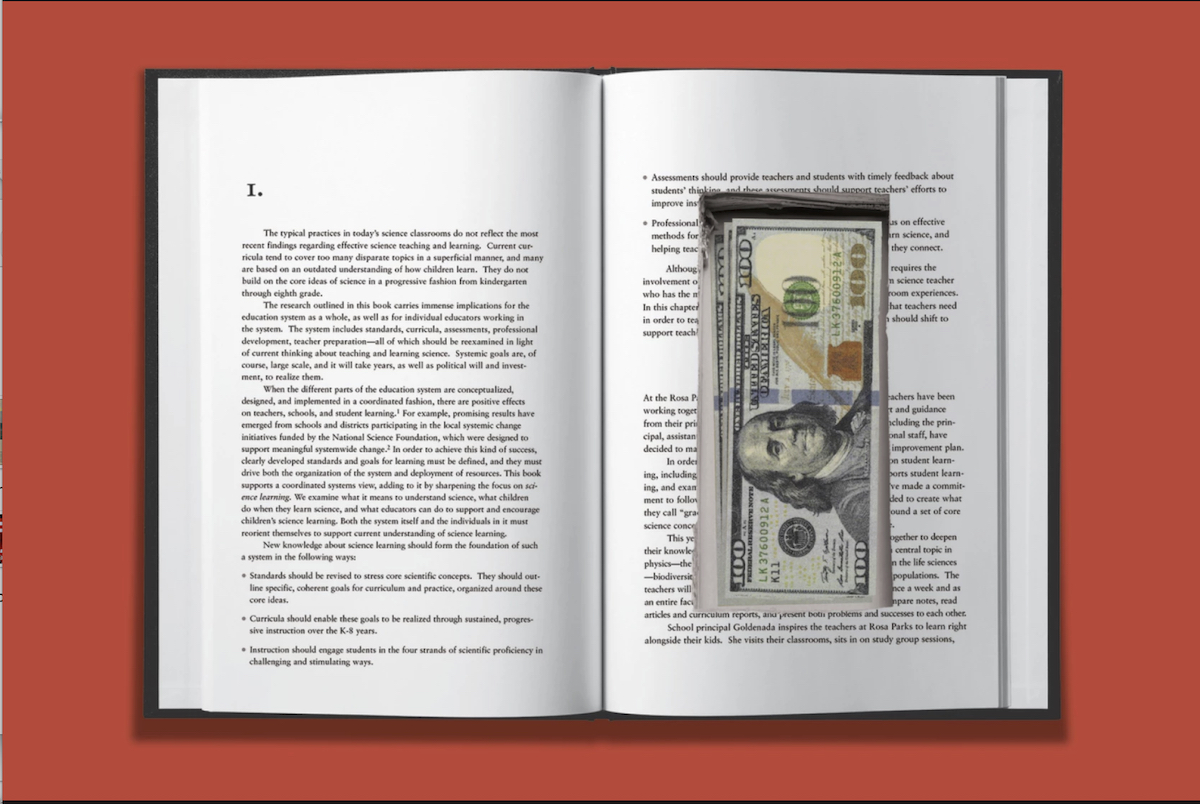 I.
The typical practices in today's science classrooms do not reflect the most
recent findings regarding effective science teaching and learning.  Current cur-
ricula tend to cover too many disparate topics in a superficial manner, and many
are based on an outdated understanding of how children learn.  They do not
build on the core ideas of science in a progressive fashion from kindergarten
through eighth grade.
The research outlined in this book carries immense implications for the
education system as a whole, as well as for individual educators working in
the system.  The system includes standards, curricula, assessments, professional
development, teacher preparation—all of which should be reexamined in light
of current thinking about teaching and learning science.  Systemic goals are, of
course, large scale, and it will take years, as well as political will and invest-
ment, to realize them.
When the different parts of the education system are conceptualized,
designed, and implemented in a coordinated fashion, there are positive effects
on teachers, schools, and student learning.¹ For example, promising results have
emerged from schools and districts participating in the local systemic change
initiatives funded by the National Science Foundation, which were designed to
support meaningful systemwide change.² In order to achieve this kind of success,
clearly developed standards and goals for learning must be defined, and they must
drive both the organization of the system and deployment of resources. This book
supports a coordinated systems view, adding to it by sharpening the focus on sci-
ence learning. We examine what it means to understand science, what children
do when they learn science, and what educators can do to support and encourage
children's science learning. Both the system itself and the individuals in it must
reorient themselves to support current understanding of science learning.
New knowledge about science learning should form the foundation of such
a system in the following ways:
• Standards should be revised to stress core scientific concepts.  They should out-
line specific, coherent goals for curriculum and practice, organized around these
core ideas.
• Curricula should enable these goals to be realized through sustained, progres-
sive instruction over the K-8 years.
• Instruction should engage students in the four strands of scientific proficiency in
challenging and stimulating ways.
• Assessments should provide teachers and students with timely feedback about
students' thinking, and these assessments should support teachers' efforts to
improve ins
• Professional us on effective
methods for rn science, and
helping teac they connect.
Althoug requires the
involvement o n science teacher
who has the m room experiences.
In this chapter hat teachers need
in order to tea should shift to
support teach
At the Rosa Pa eachers have been
working toget t and guidance
from their pri ncluding the prin-
cipal, assistan onal staff, have
decided to ma improvement plan.
In order on student learn-
ing, including orts student learn-
ing, and exam 've made a commit-
ment to follow ded to create what
they call "gra ound a set of core
science conce
This ye ogether to deepen
their knowle central topic in
physics—the n the life sciences
—biodiversit populations.  The
teachers will nce a week and as
an entire fac mpare notes, read
articles and curriculum reports, and present both problems and successes to each other.
School principal Goldenada inspires the teachers at Rosa Parks to learn right
alongside their kids.  She visits their classrooms, sits in on study group sessions,
100
FEDERAL RESERVE NOTE
THE
UNITED STATES
OF AMERICA
LK37600912A
K11
100
100
LK37600912A
100
100